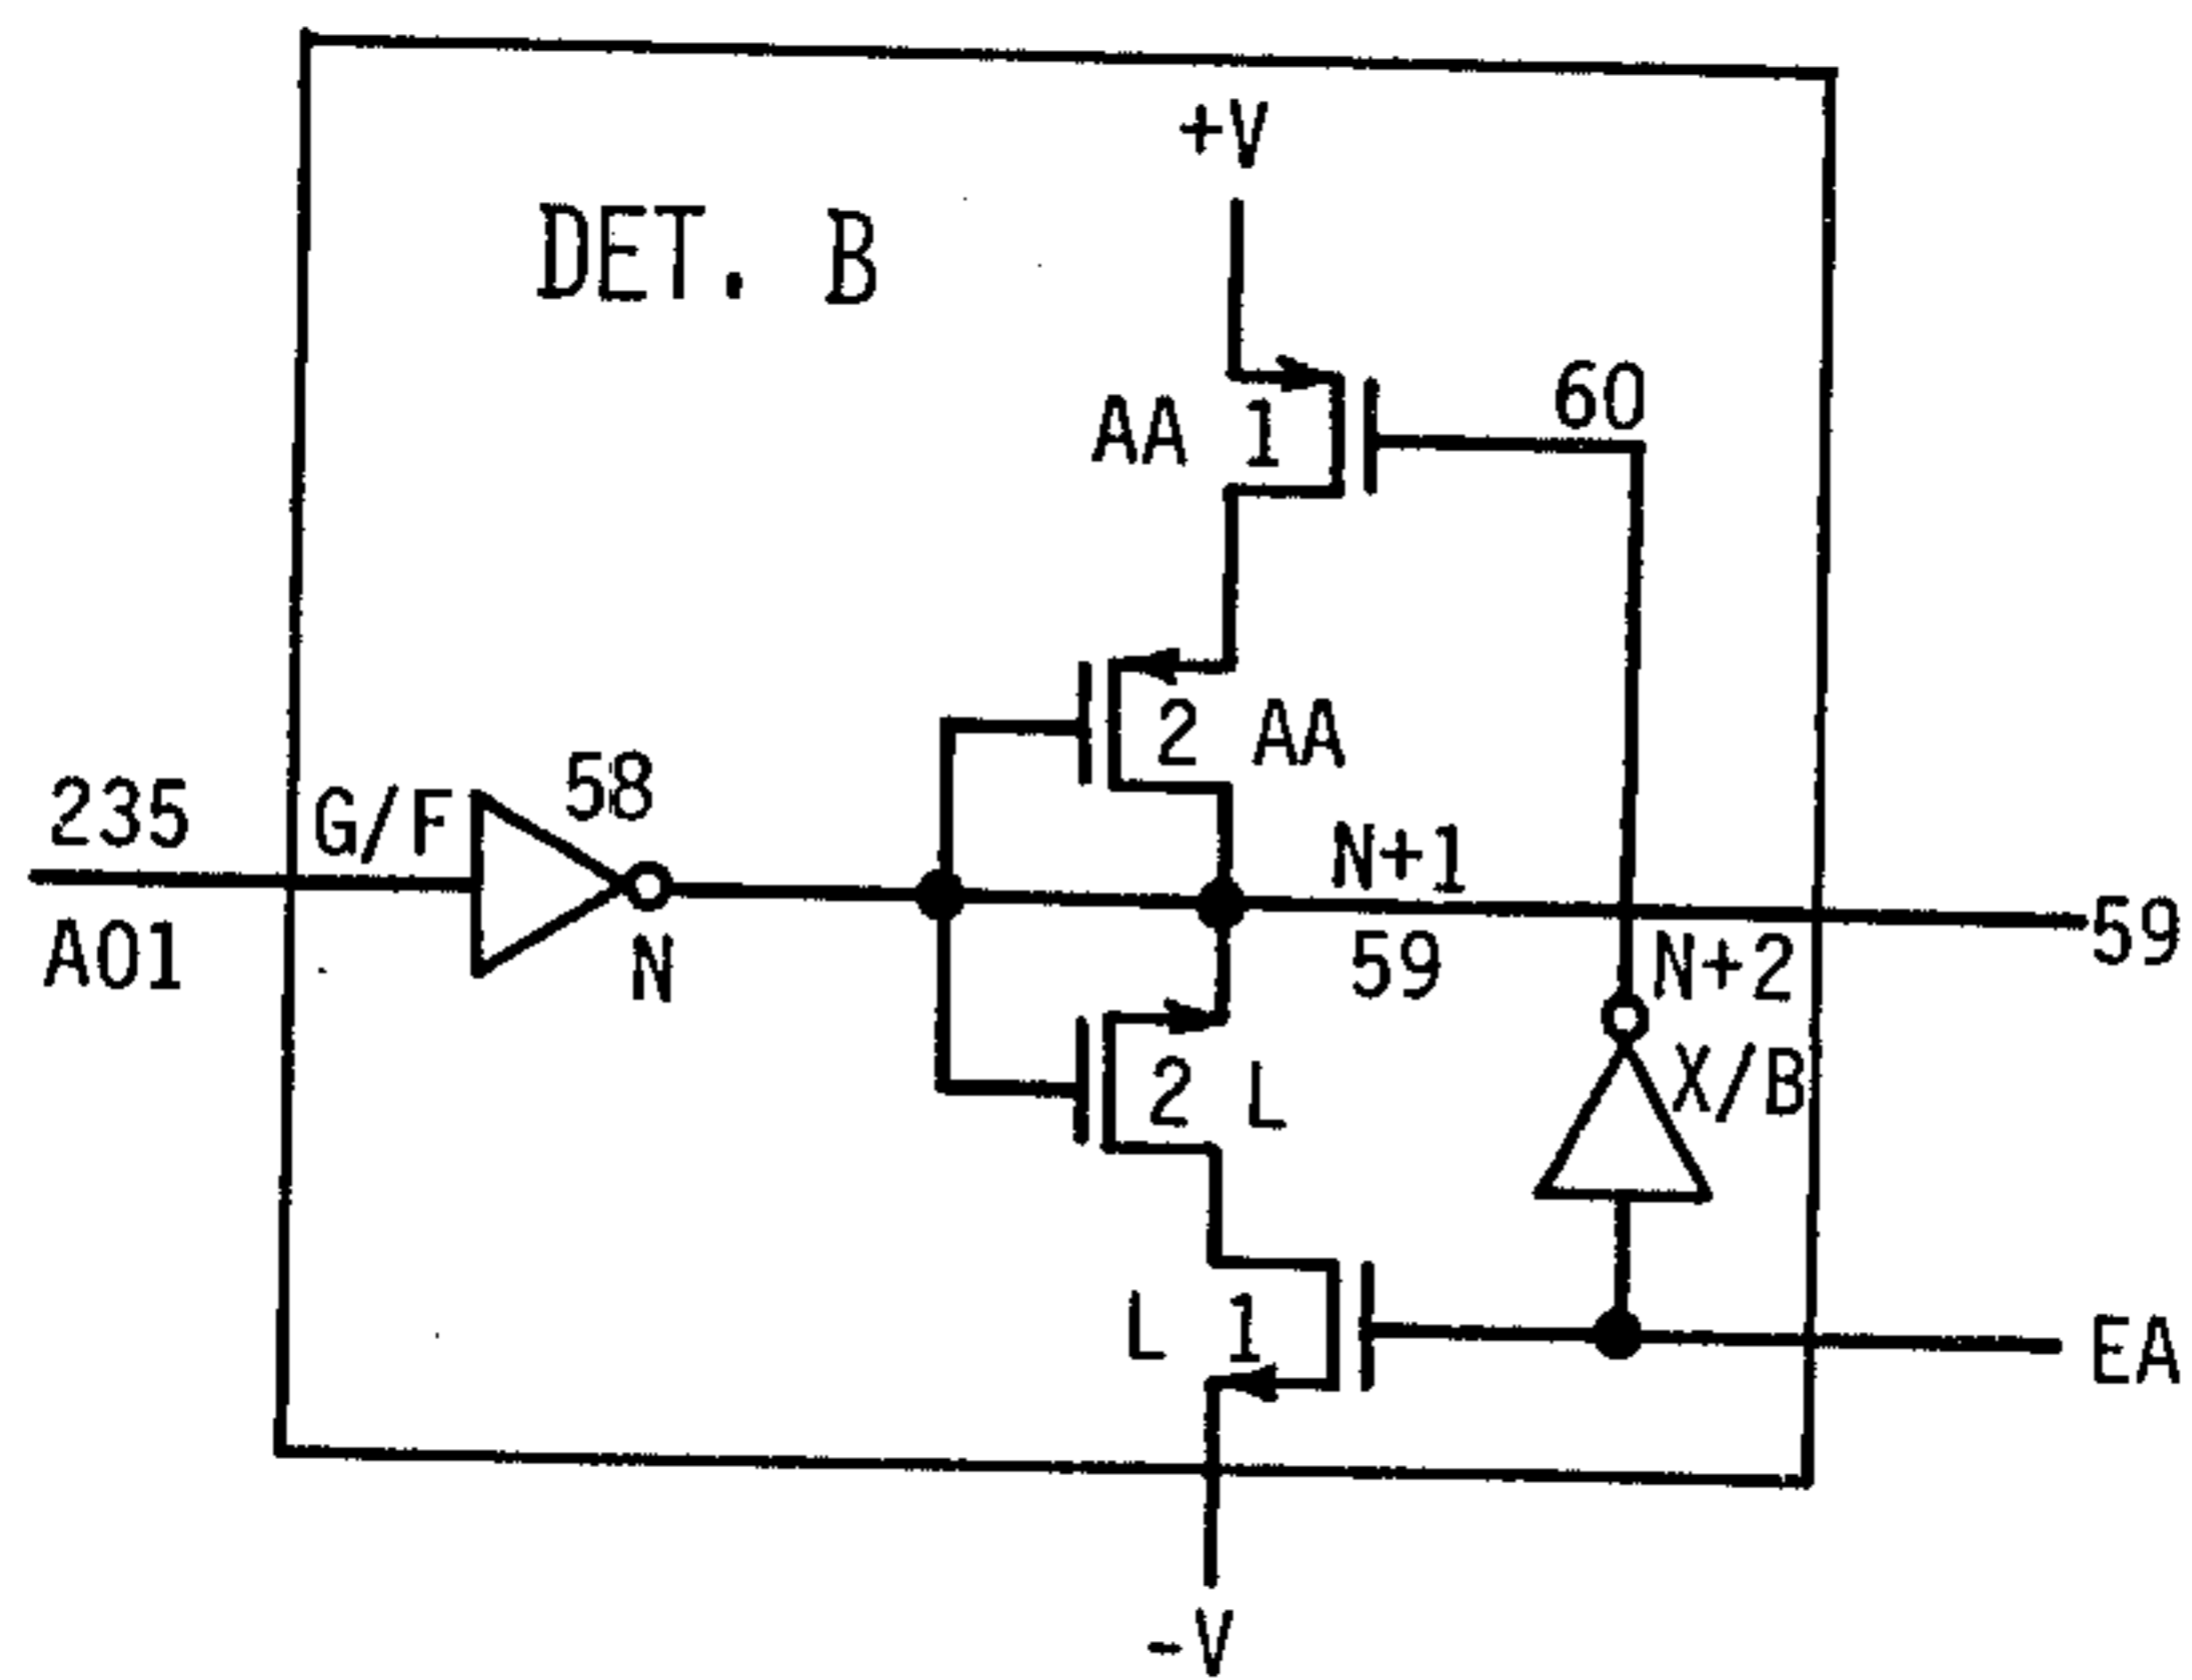 +V
DET. B
AA 1
60
2 AA
235
G/F
58
N+1
A01
N
59
N+2
59
2 L
X/B
L 1
EA
-V